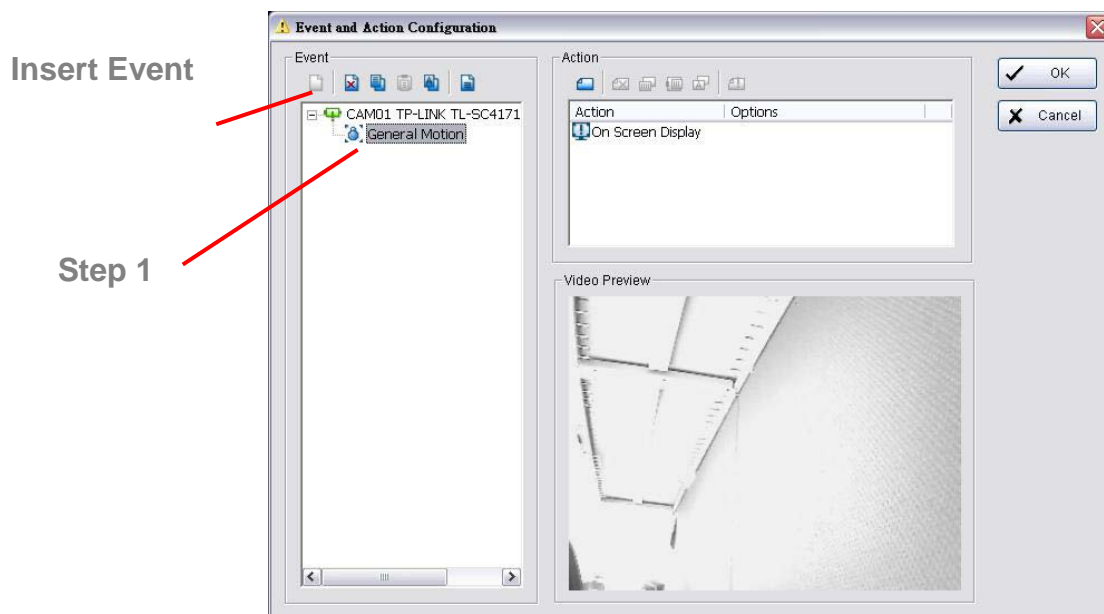 Event and Action Configuration
Insert Event
Step 1
Event
CAM01 TP-LINK TL-SC4171
General Motion
Action
Action Options
On Screen Display
Video Preview
OK
Cancel